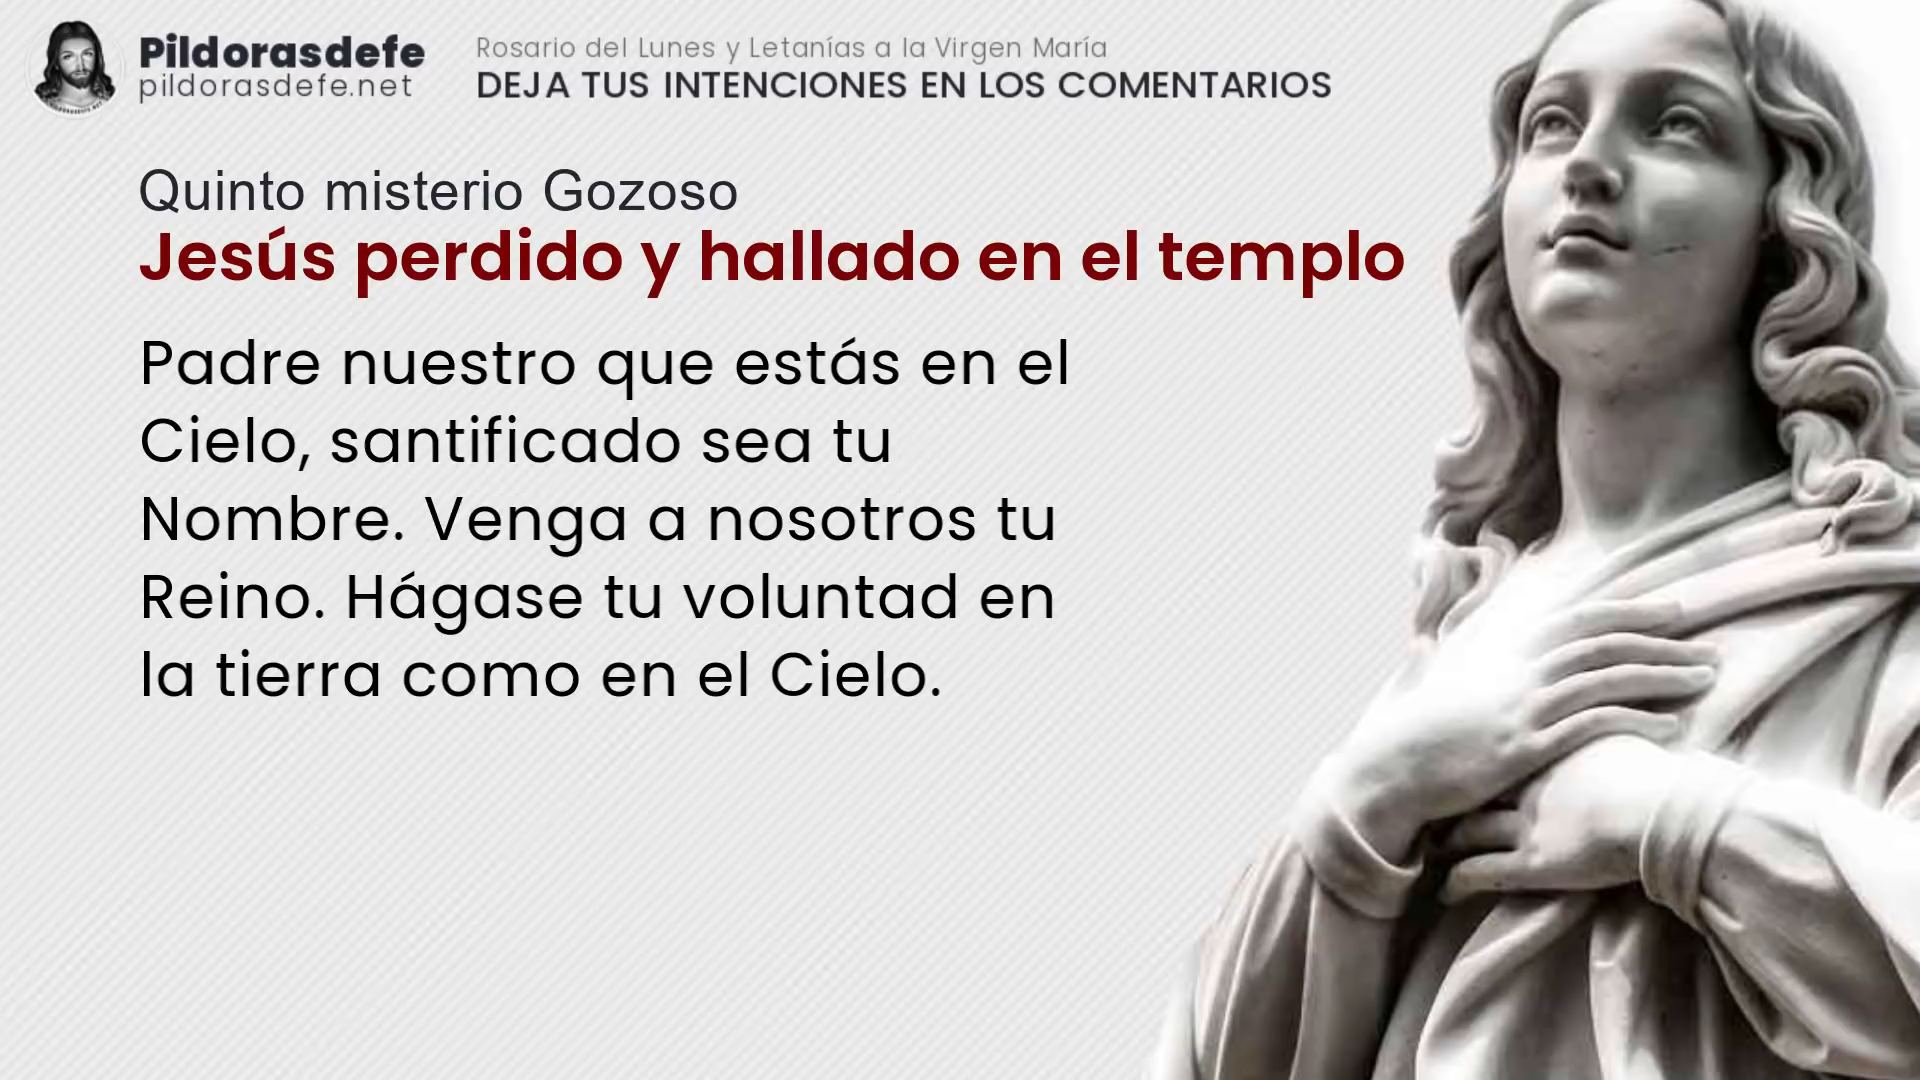 Pildorasdefe
pildorasdefe.net
Rosario del Lunes y Letanías a la Virgen María
DEJA TUS INTENCIONES EN LOS COMENTARIOS
Quinto misterio Gozoso
Jesús perdido y hallado en el templo
Padre nuestro que estás en el
Cielo, santificado sea tu
Nombre. Venga a nosotros tu
Reino. Hágase tu voluntad en
la tierra como en el Cielo.